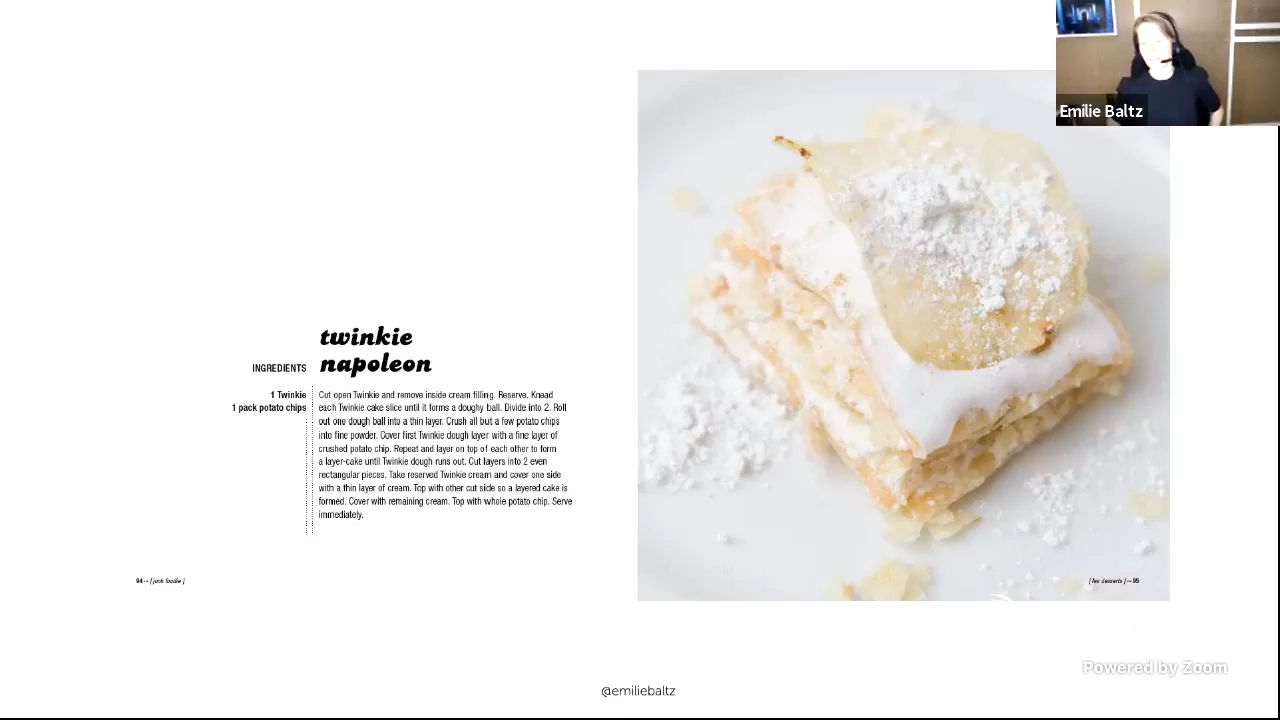 Emilie Baltz
twinkie
napoleon
INGREDIENTS
1 Twinkie
1 pack potato chips
Cut open Twinkie and remove inside cream filling. Reserve. Knead
each Twinkie cake slice until it forms a doughy ball. Divide into 2. Roll
out one dough ball into a thin layer. Crush all but a few potato chips
into fine powder. Cover first Twinkie dough layer with a fine layer of
crushed potato chip. Repeat and layer on top of each other to form
a layer-cake until Twinkie dough runs out. Cut layers into 2 even
rectangular pieces. Take reserved Twinkie cream and cover one side
with a thin layer of cream. Top with other cut side so a layered cake is
formed. Cover with remaining cream. Top with whole potato chip. Serve
immediately.
94 -- [ junk foodie ]
[ les desserts ] -- 95
Powered by Zoom
@emiliebaltz